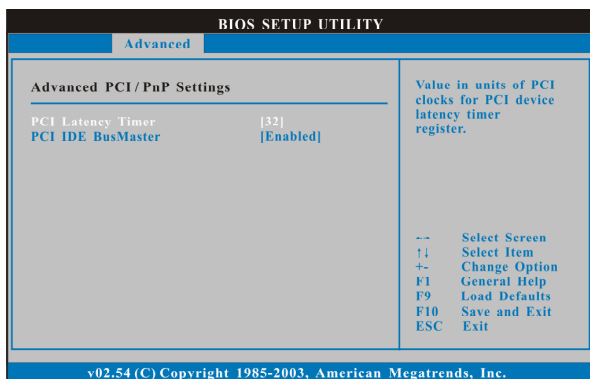 BIOS SETUP UTILITY
Advanced
Advanced PCI/PnP Settings
PCI Latency Timer [32]
PCI IDE BusMaster [Enabled]
Value in units of PCI
clocks for PCI device
latency timer
register.
←→ Select Screen
↑↓ Select Item
+- Change Option
F1 General Help
F9 Load Defaults
F10 Save and Exit
ESC Exit
v02.54 (C) Copyright 1985-2003, American Megatrends, Inc.